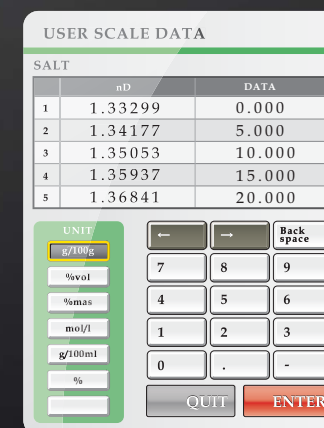 USER SCALE DATA
SALT
nD DATA
1 1.33299 0.000
2 1.34177 5.000
3 1.35053 10.000
4 1.35937 15.000
5 1.36841 20.000
UNIT
g/100g
%vol
%mas
mol/l
g/100ml
%
← → Back space
7 8 9
4 5 6
1 2 3
0 . -
QUIT ENTER